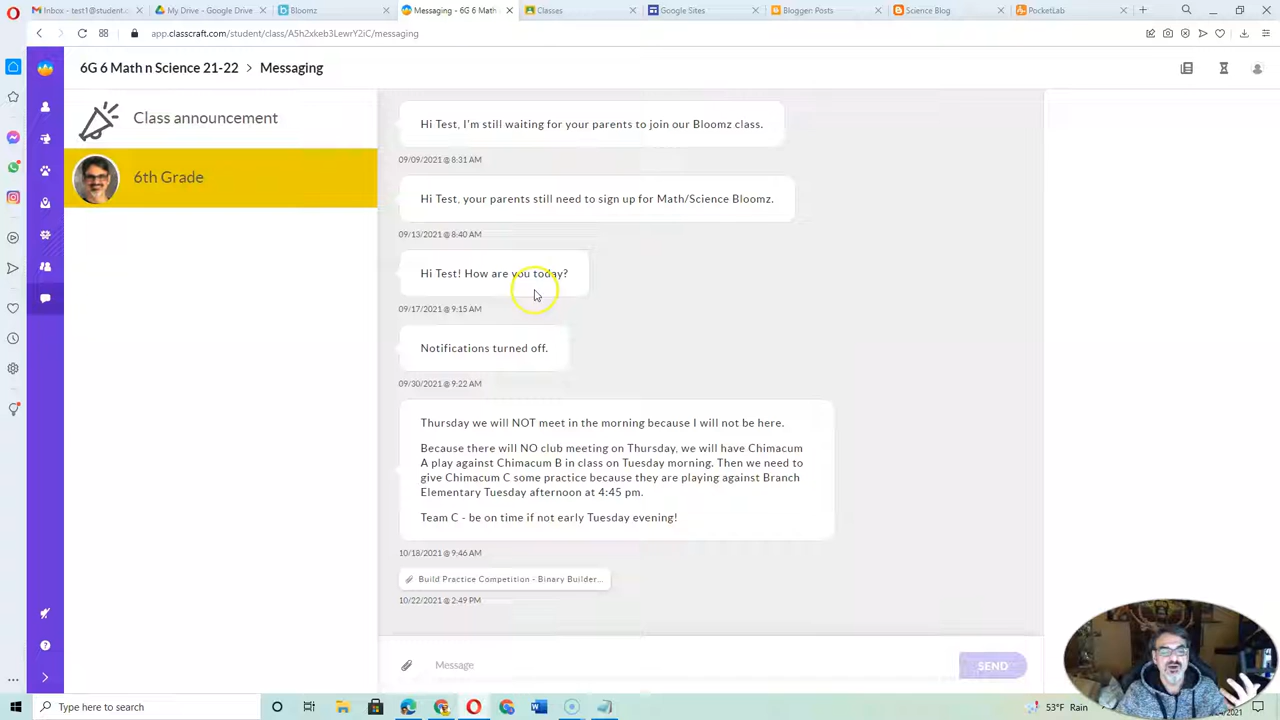 Inbox - test1@student.
My Drive - Google Drive
Bloomz
Messaging - 6G 6 Math
Classes
Google Sites
Blogger: Posts
Science Blog
PocketLab
app.classcraft.com/student/class/A5h2xkeb3LewrY2iC/messaging
6G 6 Math n Science 21-22 > Messaging
Class announcement
6th Grade
Hi Test, I'm still waiting for your parents to join our Bloomz class.
09/09/2021 @ 8:31 AM
Hi Test, your parents still need to sign up for Math/Science Bloomz.
09/13/2021 @ 8:40 AM
Hi Test! How are you today?
09/17/2021 @ 9:15 AM
Notifications turned off.
09/30/2021 @ 9:22 AM
Thursday we will NOT meet in the morning because I will not be here.
Because there will NO club meeting on Thursday, we will have Chimacum
A play against Chimacum B in class on Tuesday morning. Then we need to
give Chimacum C some practice because they are playing against Branch
Elementary Tuesday afternoon at 4:45 pm.
Team C - be on time if not early Tuesday evening!
10/18/2021 @ 9:46 AM
Build Practice Competition - Binary Builder...
10/22/2021 @ 2:49 PM
Message
SEND
Type here to search
53°F Rain